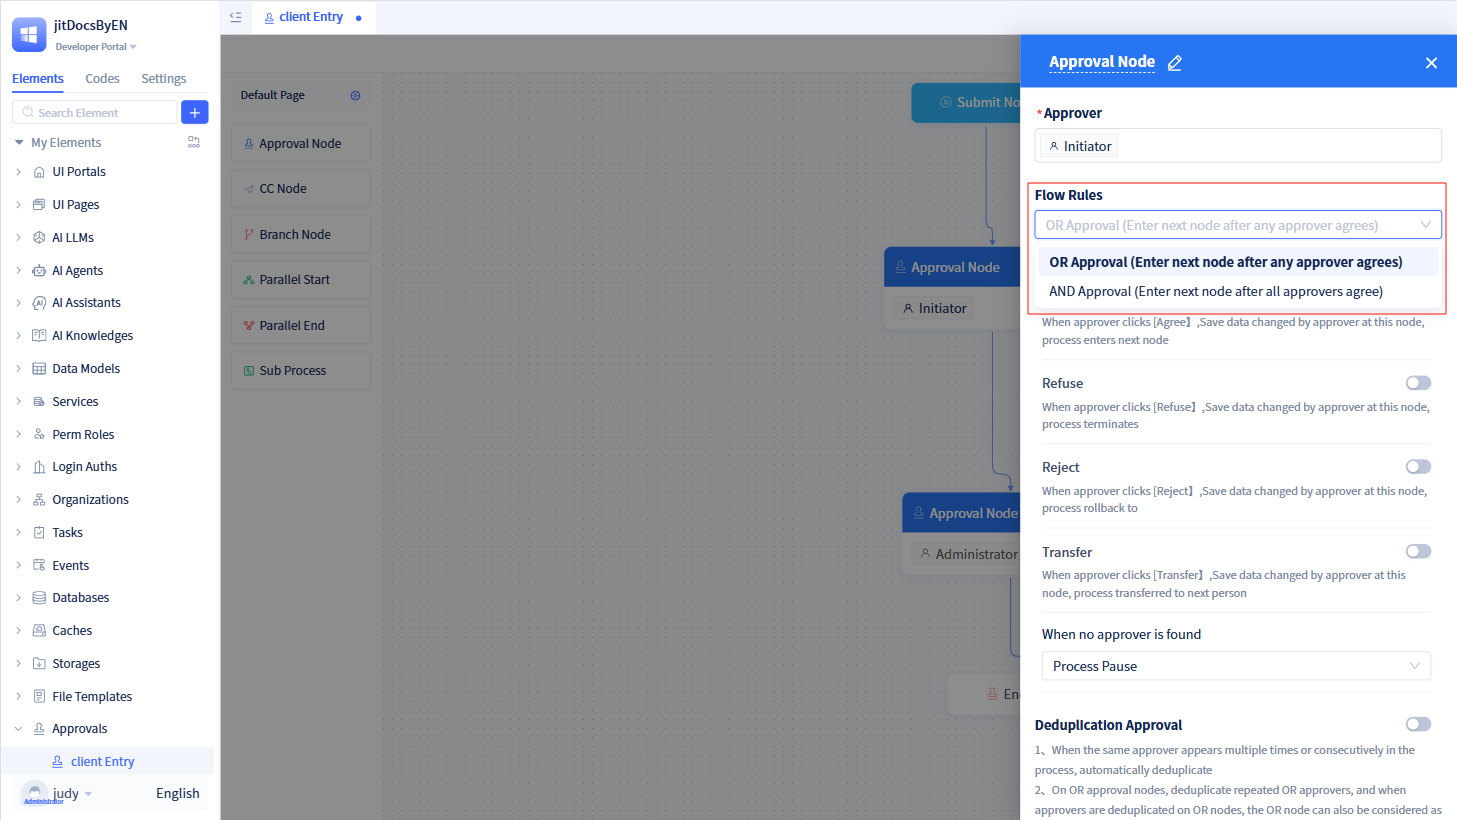 jitDocsByEN
Developer Portal
Elements
Codes
Settings
Search Element
My Elements
UI Portals
UI Pages
AI LLMs
AI Agents
AI Assistants
AI Knowledges
Data Models
Services
Perm Roles
Login Auths
Organizations
Tasks
Events
Databases
Caches
Storages
File Templates
Approvals
client Entry
judy
Administrator
English
client Entry
Default Page
Approval Node
CC Node
Branch Node
Parallel Start
Parallel End
Sub Process
Submit No
Approval Node
Initiator
Approval Node
Administrator
En
Approval Node
* Approver
Initiator
Flow Rules
OR Approval (Enter next node after any approver agrees)
OR Approval (Enter next node after any approver agrees)
AND Approval (Enter next node after all approvers agree)
When approver clicks [Agree】,Save data changed by approver at this node,
process enters next node
Refuse
When approver clicks [Refuse】,Save data changed by approver at this node,
process terminates
Reject
When approver clicks [Reject】,Save data changed by approver at this node,
process rollback to
Transfer
When approver clicks [Transfer】,Save data changed by approver at this
node, process transferred to next person
When no approver is found
Process Pause
DeduplIcation Approval
1、When the same approver appears multiple times or consecutively in the
process, automatically deduplicate
2、On OR approval nodes, deduplicate repeated OR approvers, and when
approvers are deduplicated on OR nodes, the OR node can also be considered as